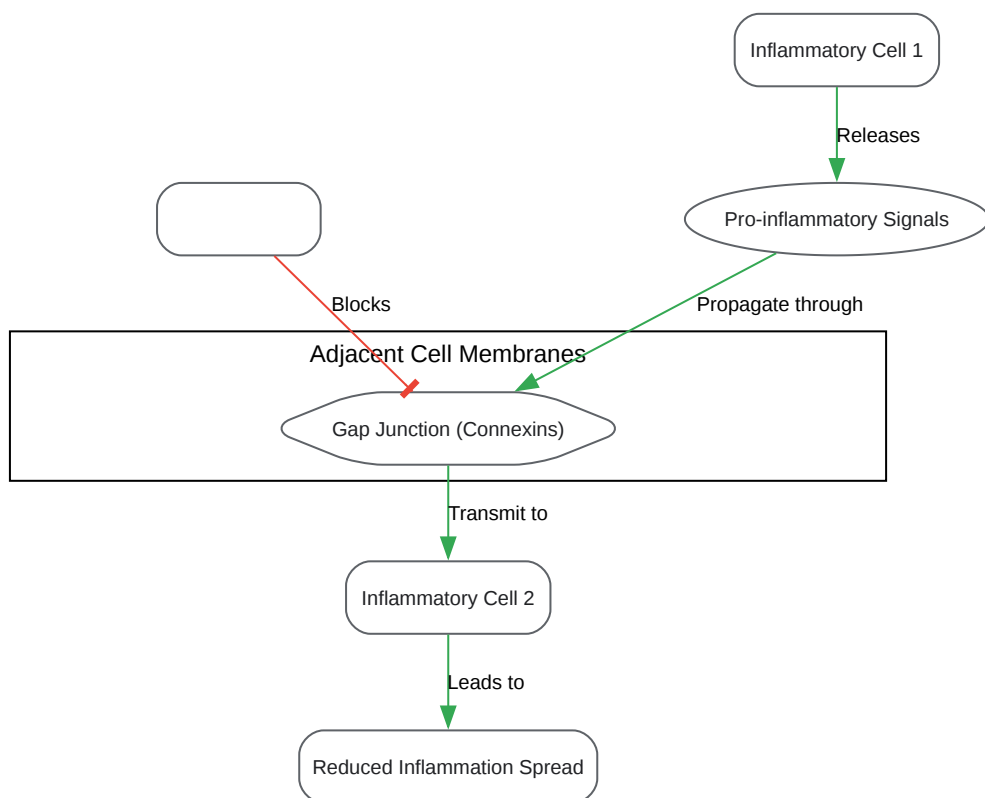 Inflammatory Cell 1
Releases
Pro-inflammatory Signals
Blocks
Propagate through
Adjacent Cell Membranes
Gap Junction (Connexins)
Transmit to
Inflammatory Cell 2
Leads to
Reduced Inflammation Spread